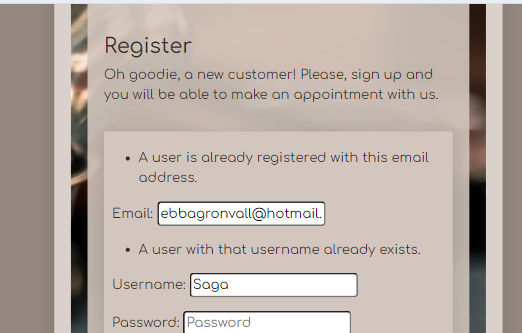 Register
Oh goodie, a new customer! Please, sign up and
you will be able to make an appointment with us.
A user is already registered with this email
address.
Email: ebbagronvall@hotmail.
A user with that username already exists.
Username: Saga
Password: Password